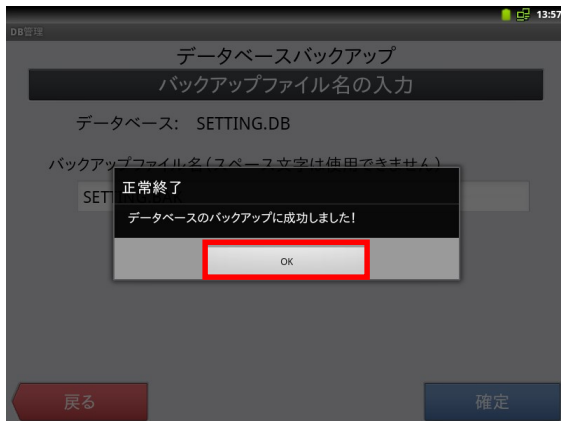 13:57
DB管理
データベースバックアップ
バックアップファイル名の入力
データベース: SETTING.DB
バックアップファイル名(スペース文字は使用できません)
SETTING.BAK
正常終了
データベースのバックアップに成功しました!
OK
戻る
確定